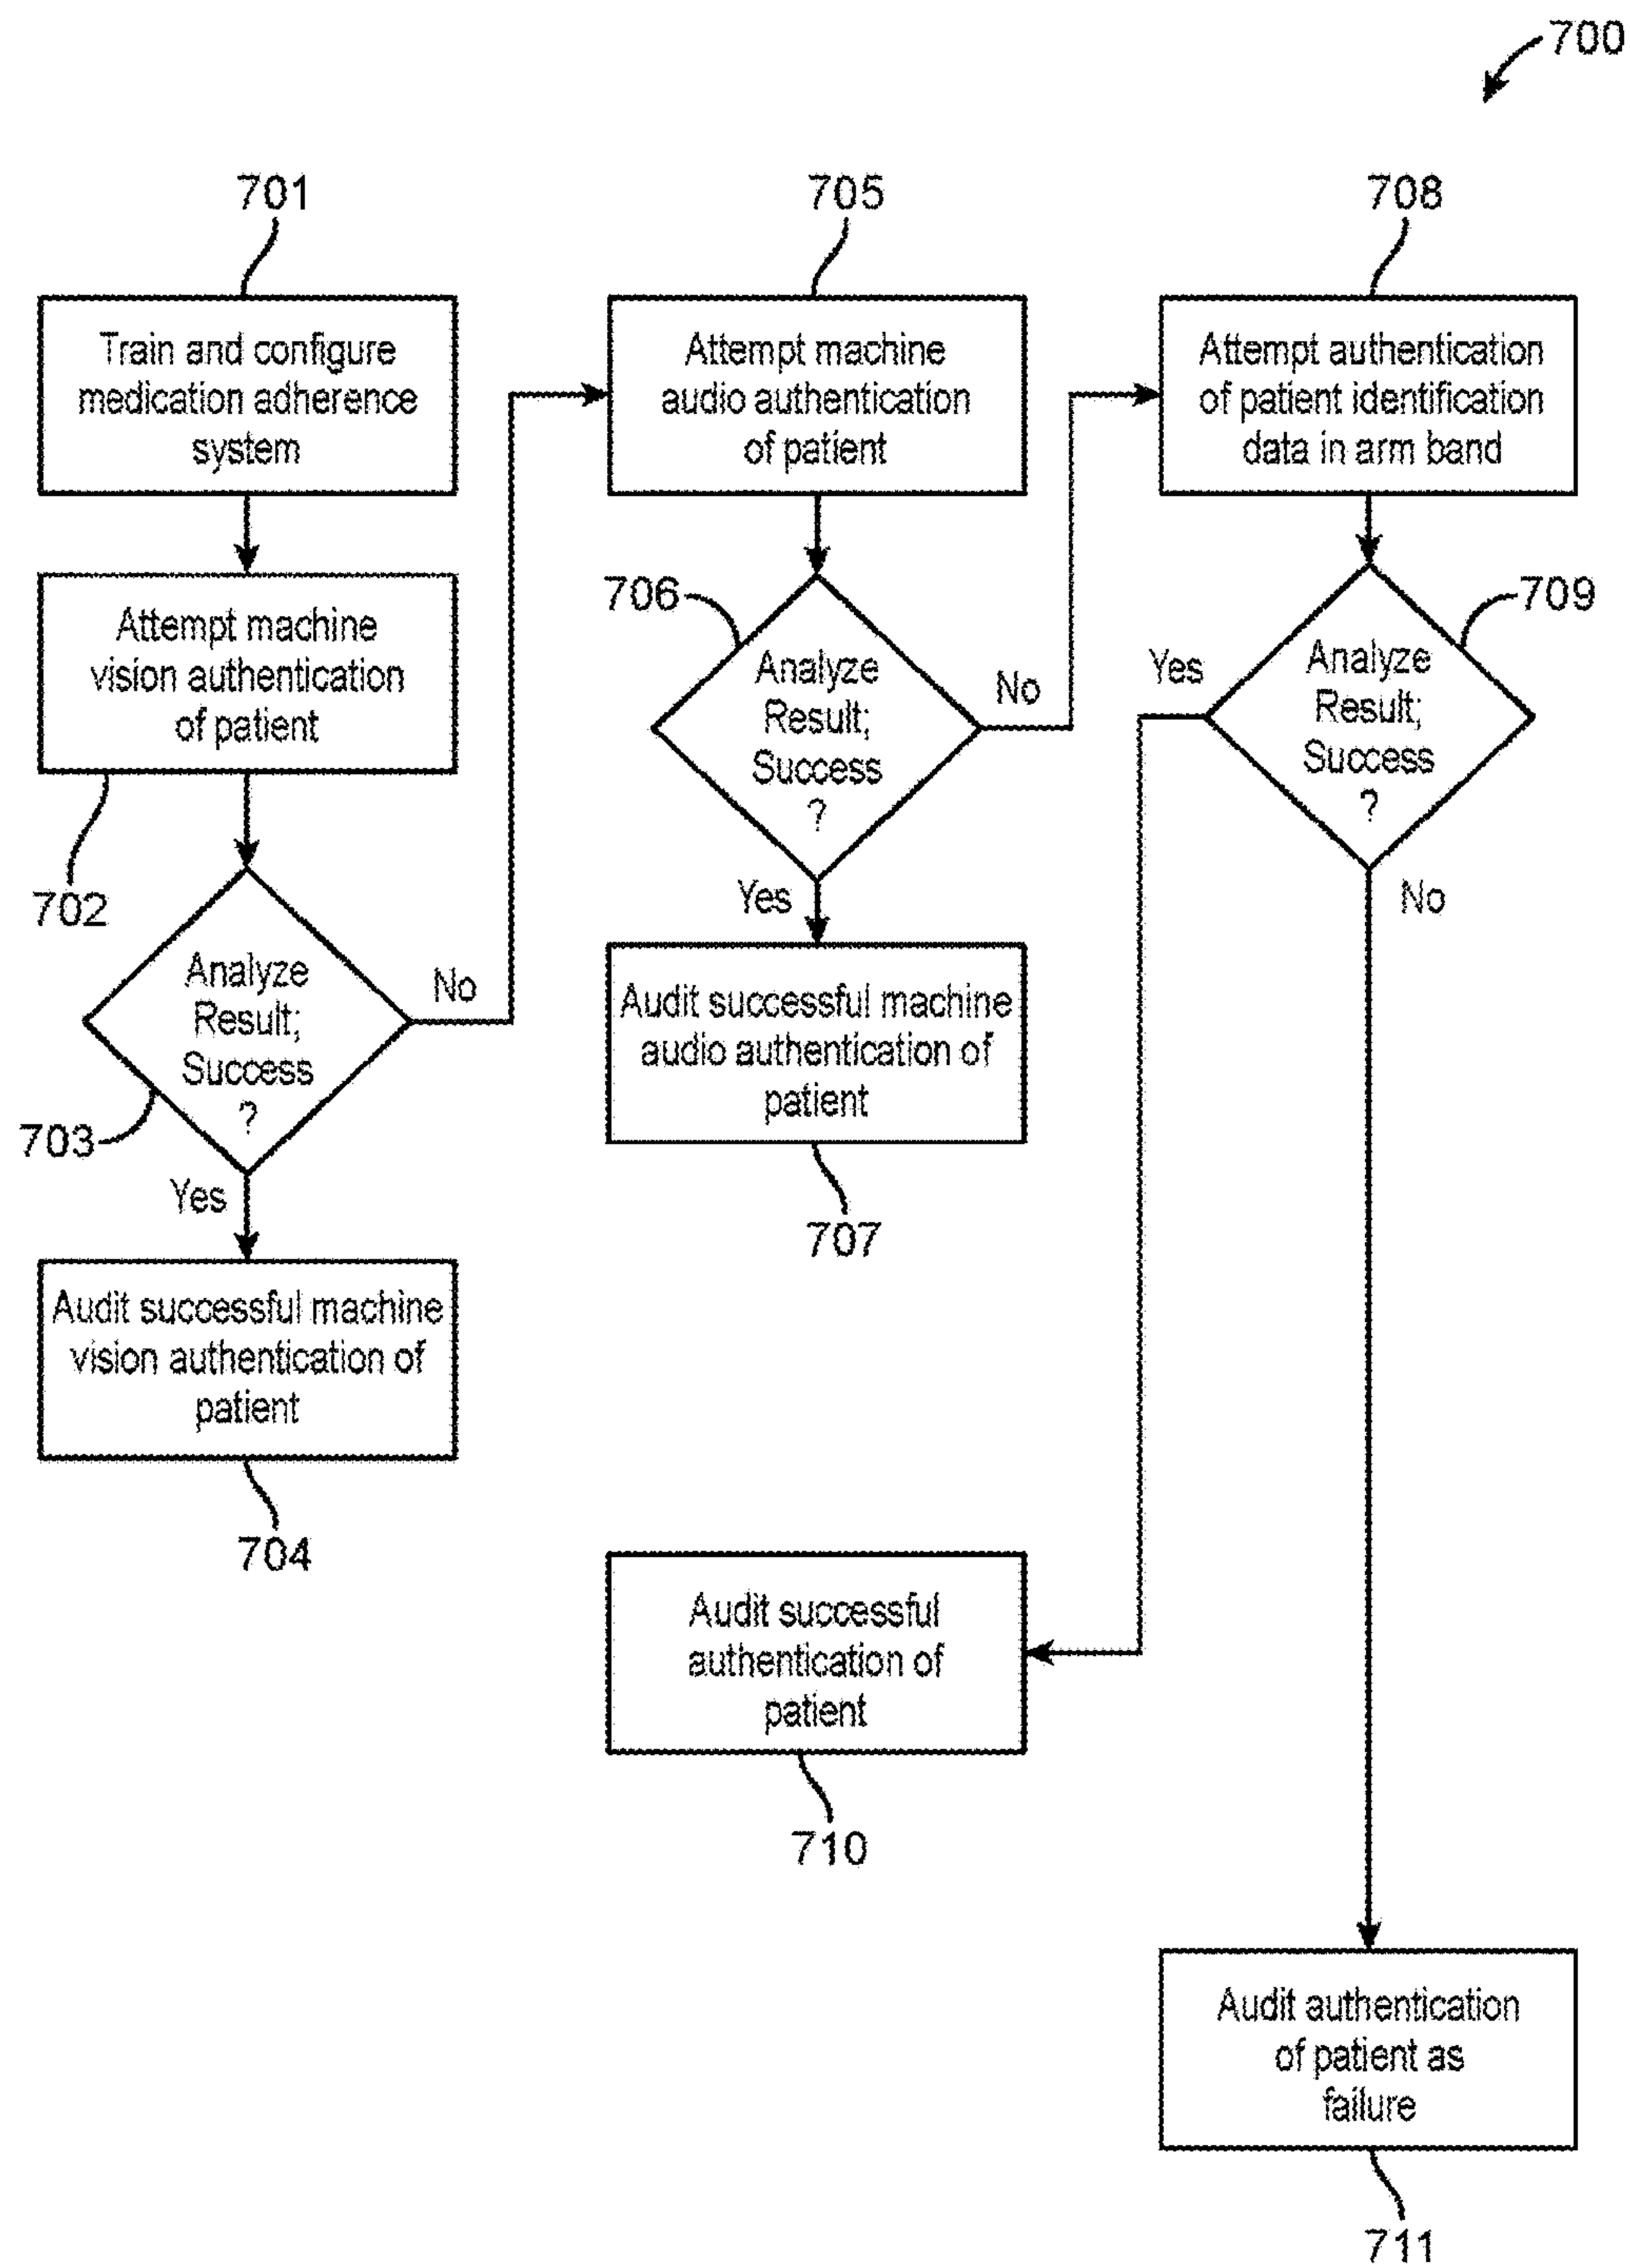 700
701
Train and configure
medication adherence
system
Attempt machine
vision authentication
of patient
702
Analyze
Result;
Success
?
No
703
Yes
Audit successful machine
vision authentication of
patient
704
705
Attempt machine
audio authentication
of patient
706
Analyze
Result;
Success
?
No
Yes
Audit successful machine
audio authentication of
patient
707
708
Attempt authentication
of patient identification
data in arm band
709
Analyze
Result;
Success
?
Yes
No
Audit successful
authentication of
patient
710
Audit authentication
of patient as
failure
711